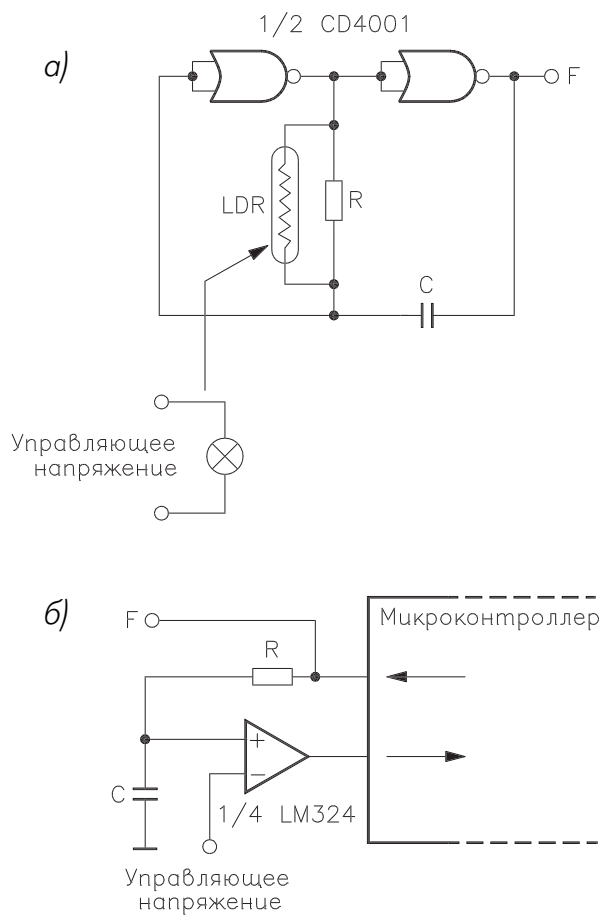 1/2 CD4001
а)
F
LDR
R
C
Управляющее
напряжение
б)
F
Микроконтроллер
R
+
−
C
1/4 LM324
Управляющее
напряжение